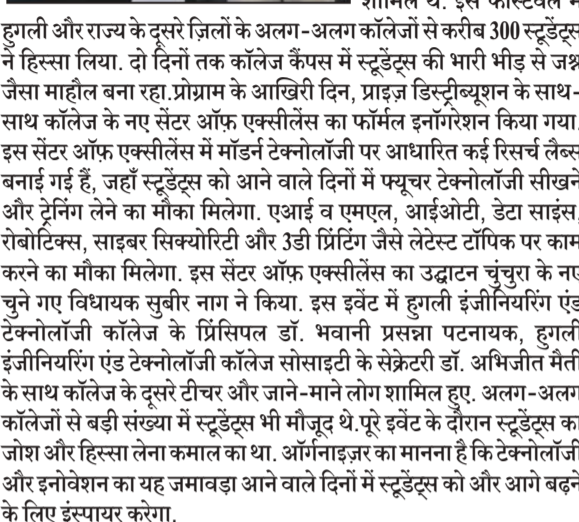 शामिल थे. इस फेस्टिवल में
हुगली और राज्य के दूसरे ज़िलों के अलग-अलग कॉलेजों से करीब 300 स्टूडेंट्स
ने हिस्सा लिया. दो दिनों तक कॉलेज कैंपस में स्टूडेंट्स की भारी भीड़ से जश्न
जैसा माहौल बना रहा.प्रोग्राम के आखिरी दिन, प्राइज़ डिस्ट्रीब्यूशन के साथ-
साथ कॉलेज के नए सेंटर ऑफ़ एक्सीलेंस का फॉर्मल इनॉगरेशन किया गया.
इस सेंटर ऑफ़ एक्सीलेंस में मॉडर्न टेक्नोलॉजी पर आधारित कई रिसर्च लैब्स
बनाई गई हैं, जहाँ स्टूडेंट्स को आने वाले दिनों में फ्यूचर टेक्नोलॉजी सीखने
और ट्रेनिंग लेने का मौका मिलेगा. एआई व एमएल, आईओटी, डेटा साइंस,
रोबोटिक्स, साइबर सिक्योरिटी और 3डी प्रिंटिंग जैसे लेटेस्ट टॉपिक पर काम
करने का मौका मिलेगा. इस सेंटर ऑफ़ एक्सीलेंस का उद्घाटन चुंचुरा के नए
चुने गए विधायक सुबीर नाग ने किया. इस इवेंट में हुगली इंजीनियरिंग एंड
टेक्नोलॉजी कॉलेज के प्रिंसिपल डॉ. भवानी प्रसन्ना पटनायक, हुगली
इंजीनियरिंग एंड टेक्नोलॉजी कॉलेज सोसाइटी के सेक्रेटरी डॉ. अभिजीत मैती
के साथ कॉलेज के दूसरे टीचर और जाने-माने लोग शामिल हुए. अलग-अलग
कॉलेजों से बड़ी संख्या में स्टूडेंट्स भी मौजूद थे.पूरे इवेंट के दौरान स्टूडेंट्स का
जोश और हिस्सा लेना कमाल का था. ऑर्गनाइज़र का मानना है कि टेक्नोलॉजी
और इनोवेशन का यह जमावड़ा आने वाले दिनों में स्टूडेंट्स को और आगे बढ़ने
के लिए इंस्पायर करेगा.